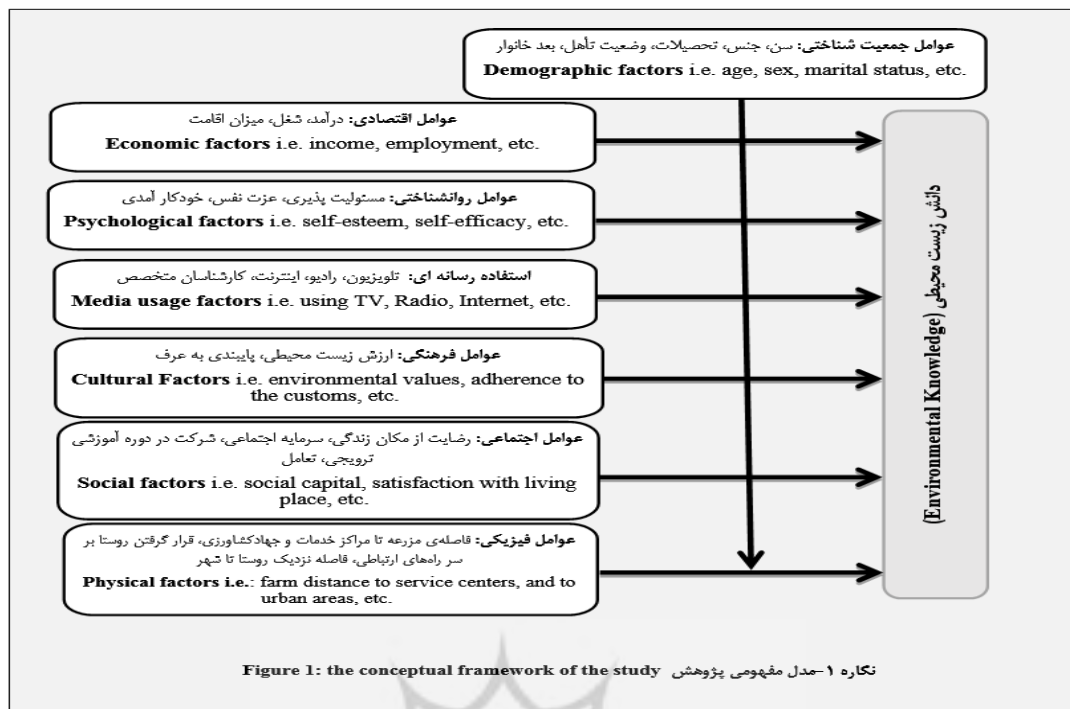 عوامل جمعیت شناختی: سن، جنس، تحصیلات، وضعیت تأهل، بعد خانوار
Demographic factors i.e. age, sex, marital status, etc.
عوامل اقتصادی: درآمد، شغل، میزان اقامت
Economic factors i.e. income, employment, etc.
عوامل روانشناختی: مسئولیت پذیری، عزت نفس، خودکار آمدی
Psychological factors i.e. self-esteem, self-efficacy, etc.
استفاده رسانه ای: تلویزیون، رادیو، اینترنت، کارشناسان متخصص
Media usage factors i.e. using TV, Radio, Internet, etc.
عوامل فرهنگی: ارزش زیست محیطی، پایبندی به عرف
Cultural Factors i.e. environmental values, adherence to
the customs, etc.
عوامل اجتماعی: رضایت از مکان زندگی، سرمایه اجتماعی، شرکت در دوره آموزشی
ترویجی، تعامل
Social factors i.e. social capital, satisfaction with living
place, etc.
عوامل فیزیکی: فاصله‌ی مزرعه تا مراکز خدمات و جهادکشاورزی، قرار گرفتن روستا بر
سر راه‌های ارتباطی، فاصله نزدیک روستا تا شهر
Physical factors i.e.: farm distance to service centers, and to
urban areas, etc.
دانش زیست محیطی
(Environmental Knowledge)
Figure 1: the conceptual framework of the study نگاره ۱-مدل مفهومی پژوهش